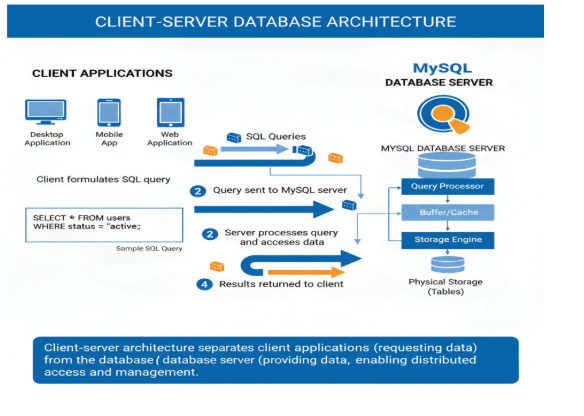 CLIENT-SERVER DATABASE ARCHITECTURE
CLIENT APPLICATIONS
Desktop
Application
Mobile
App
Web
Application
Client formulates SQL query
SELECT * FROM users
WHERE status = "active;
Sample SQL Query
SQL Queries
2 Query sent to MySQL server
2 Server processes query
and acceses data
4 Results returned to client
MySQL
DATABASE SERVER
MYSQL DATABASE SERVER
Query Processor
Buffer/Cache
Storage Engine
Physical Storage
(Tables)
Client-server architecture separates client applications (requesting data)
from the database ( database server (providing data, enabling distributed
access and management.